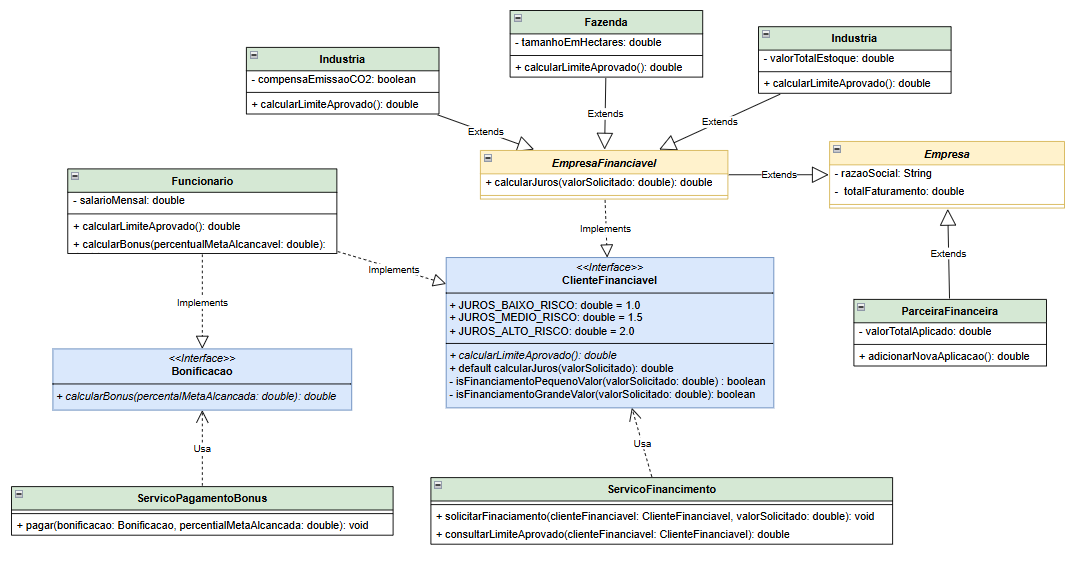 Fazenda
- tamanhoEmHectares: double
+ calcularLimiteAprovado(): double
Industria
- valorTotalEstoque: double
+ calcularLimiteAprovado(): double
Industria
- compensaEmissaoCO2: boolean
+ calcularLimiteAprovado(): double
Extends
Extends
Extends
EmpresaFinanciavel
+ calcularJuros(valorSolicitado: double): double
Extends
Empresa
- razaoSocial: String
- totalFaturamento: double
Funcionario
- salarioMensal: double
+ calcularLimiteAprovado(): double
+ calcularBonus(percentualMetaAlcancavel: double):
Implements
Implements
Implements
Extends
<<Interface>>
ClienteFinanciavel
+ JUROS_BAIXO_RISCO: double = 1.0
+ JUROS_MEDIO_RISCO: double = 1.5
+ JUROS_ALTO_RISCO: double = 2.0
+ calcularLimiteAprovado(): double
+ default calcularJuros(valorSolicitado): double
- isFinanciamentoPequenoValor(valorSolicitado: double) : boolean
- isFinanciamentoGrandeValor(valorSolicitado: double): boolean
ParceiraFinanceira
- valorTotalAplicado: double
+ adicionarNovaAplicacao(): double
<<Interface>>
Bonificacao
+ calcularBonus(percentalMetaAlcancada: double): double
Usa
Usa
ServicoPagamentoBonus
+ pagar(bonificacao: Bonificacao, percentialMetaAlcancada: double): void
ServicoFinancimento
+ solicitarFinaciamento(clienteFinanciavel: ClienteFinanciavel, valorSolicitado: double): void
+ consultarLimiteAprovado(clienteFinanciavel: ClienteFinanciavel): double